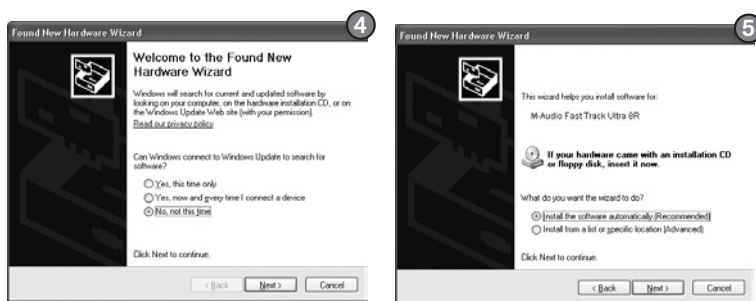 4
Found New Hardware Wizard
Welcome to the Found New
Hardware Wizard
Windows will search for current and updated software by
looking on your computer, on the hardware installation CD, or on
the Windows Update Web site (with your permission).
Read our privacy policy
Can Windows connect to Windows Update to search for
software?
Yes, this time only
Yes, now and every time I connect a device
No, not this time
Click Next to continue.
< Back
Next >
Cancel
5
Found New Hardware Wizard
This wizard helps you install software for:
M-Audio Fast Track Ultra 8R
If your hardware came with an installation CD
or floppy disk, insert it now.
What do you want the wizard to do?
Install the software automatically (Recommended)
Install from a list or specific location (Advanced)
Click Next to continue.
< Back
Next >
Cancel